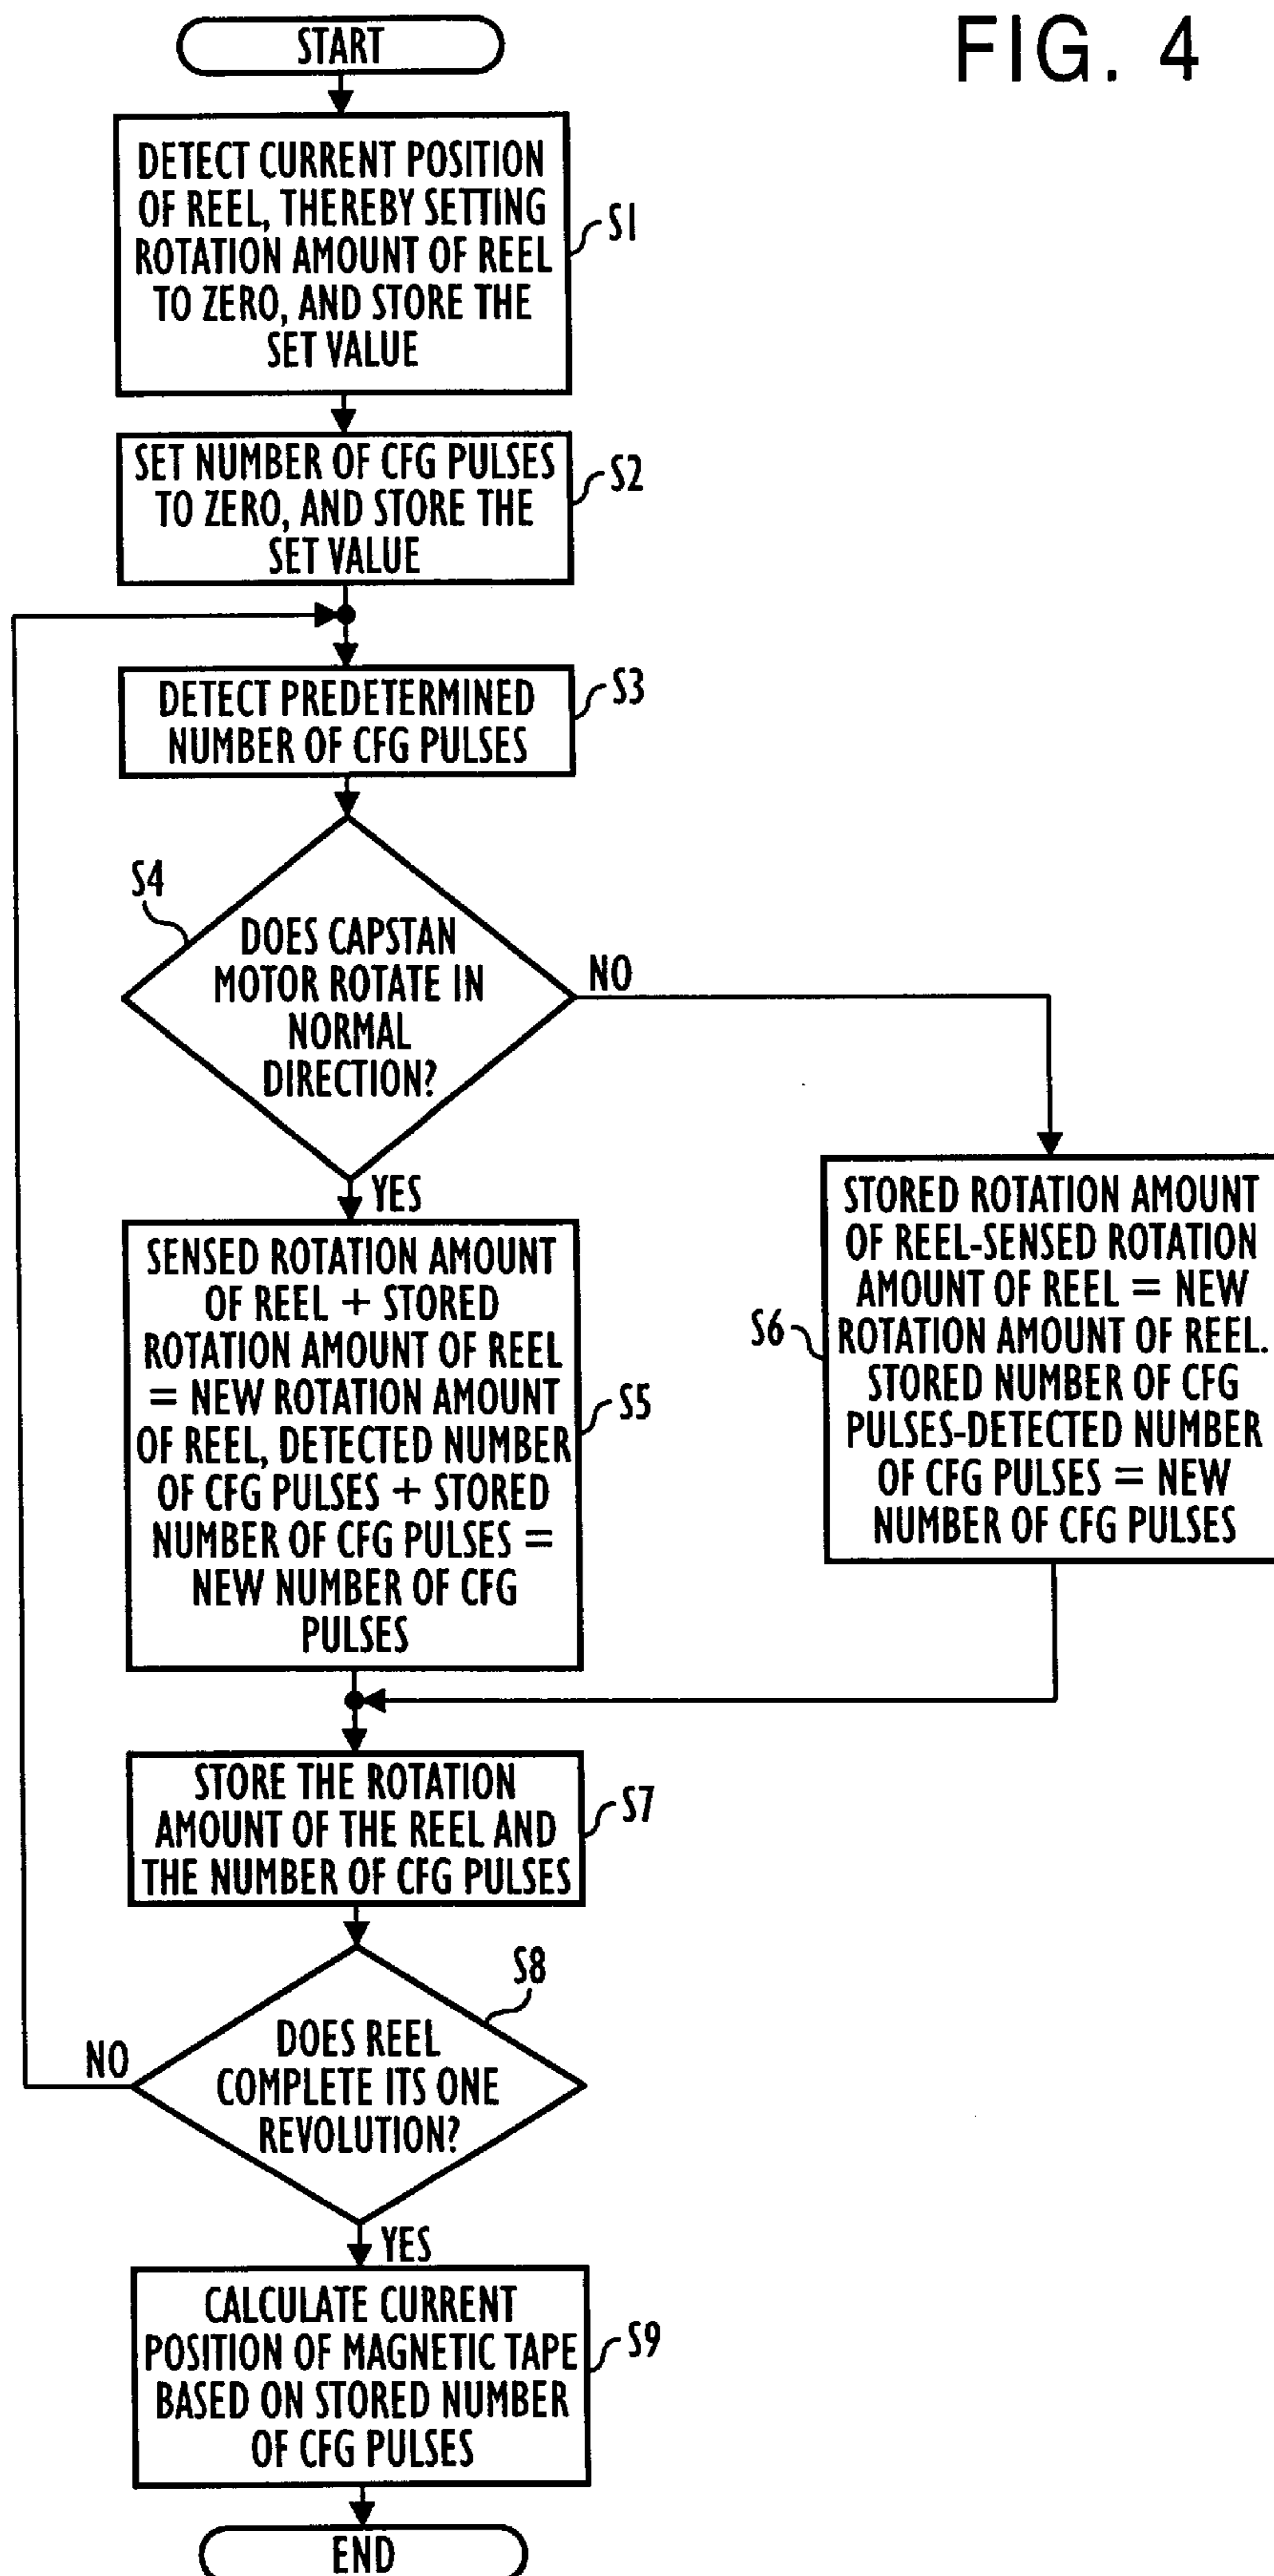 FIG. 4
START
DETECT CURRENT POSITION
OF REEL, THEREBY SETTING
ROTATION AMOUNT OF REEL
TO ZERO, AND STORE THE
SET VALUE
S1
SET NUMBER OF CFG PULSES
TO ZERO, AND STORE THE
SET VALUE
S2
DETECT PREDETERMINED
NUMBER OF CFG PULSES
S3
S4
DOES CAPSTAN
MOTOR ROTATE IN
NORMAL
DIRECTION?
NO
YES
SENSED ROTATION AMOUNT
OF REEL + STORED
ROTATION AMOUNT OF REEL
= NEW ROTATION AMOUNT
OF REEL, DETECTED NUMBER
OF CFG PULSES + STORED
NUMBER OF CFG PULSES =
NEW NUMBER OF CFG
PULSES
S5
S6
STORED ROTATION AMOUNT
OF REEL-SENSED ROTATION
AMOUNT OF REEL = NEW
ROTATION AMOUNT OF REEL.
STORED NUMBER OF CFG
PULSES-DETECTED NUMBER
OF CFG PULSES = NEW
NUMBER OF CFG PULSES
STORE THE ROTATION
AMOUNT OF THE REEL AND
THE NUMBER OF CFG PULSES
S7
S8
DOES REEL
COMPLETE ITS ONE
REVOLUTION?
NO
YES
CALCULATE CURRENT
POSITION OF MAGNETIC TAPE
BASED ON STORED NUMBER
OF CFG PULSES
S9
END